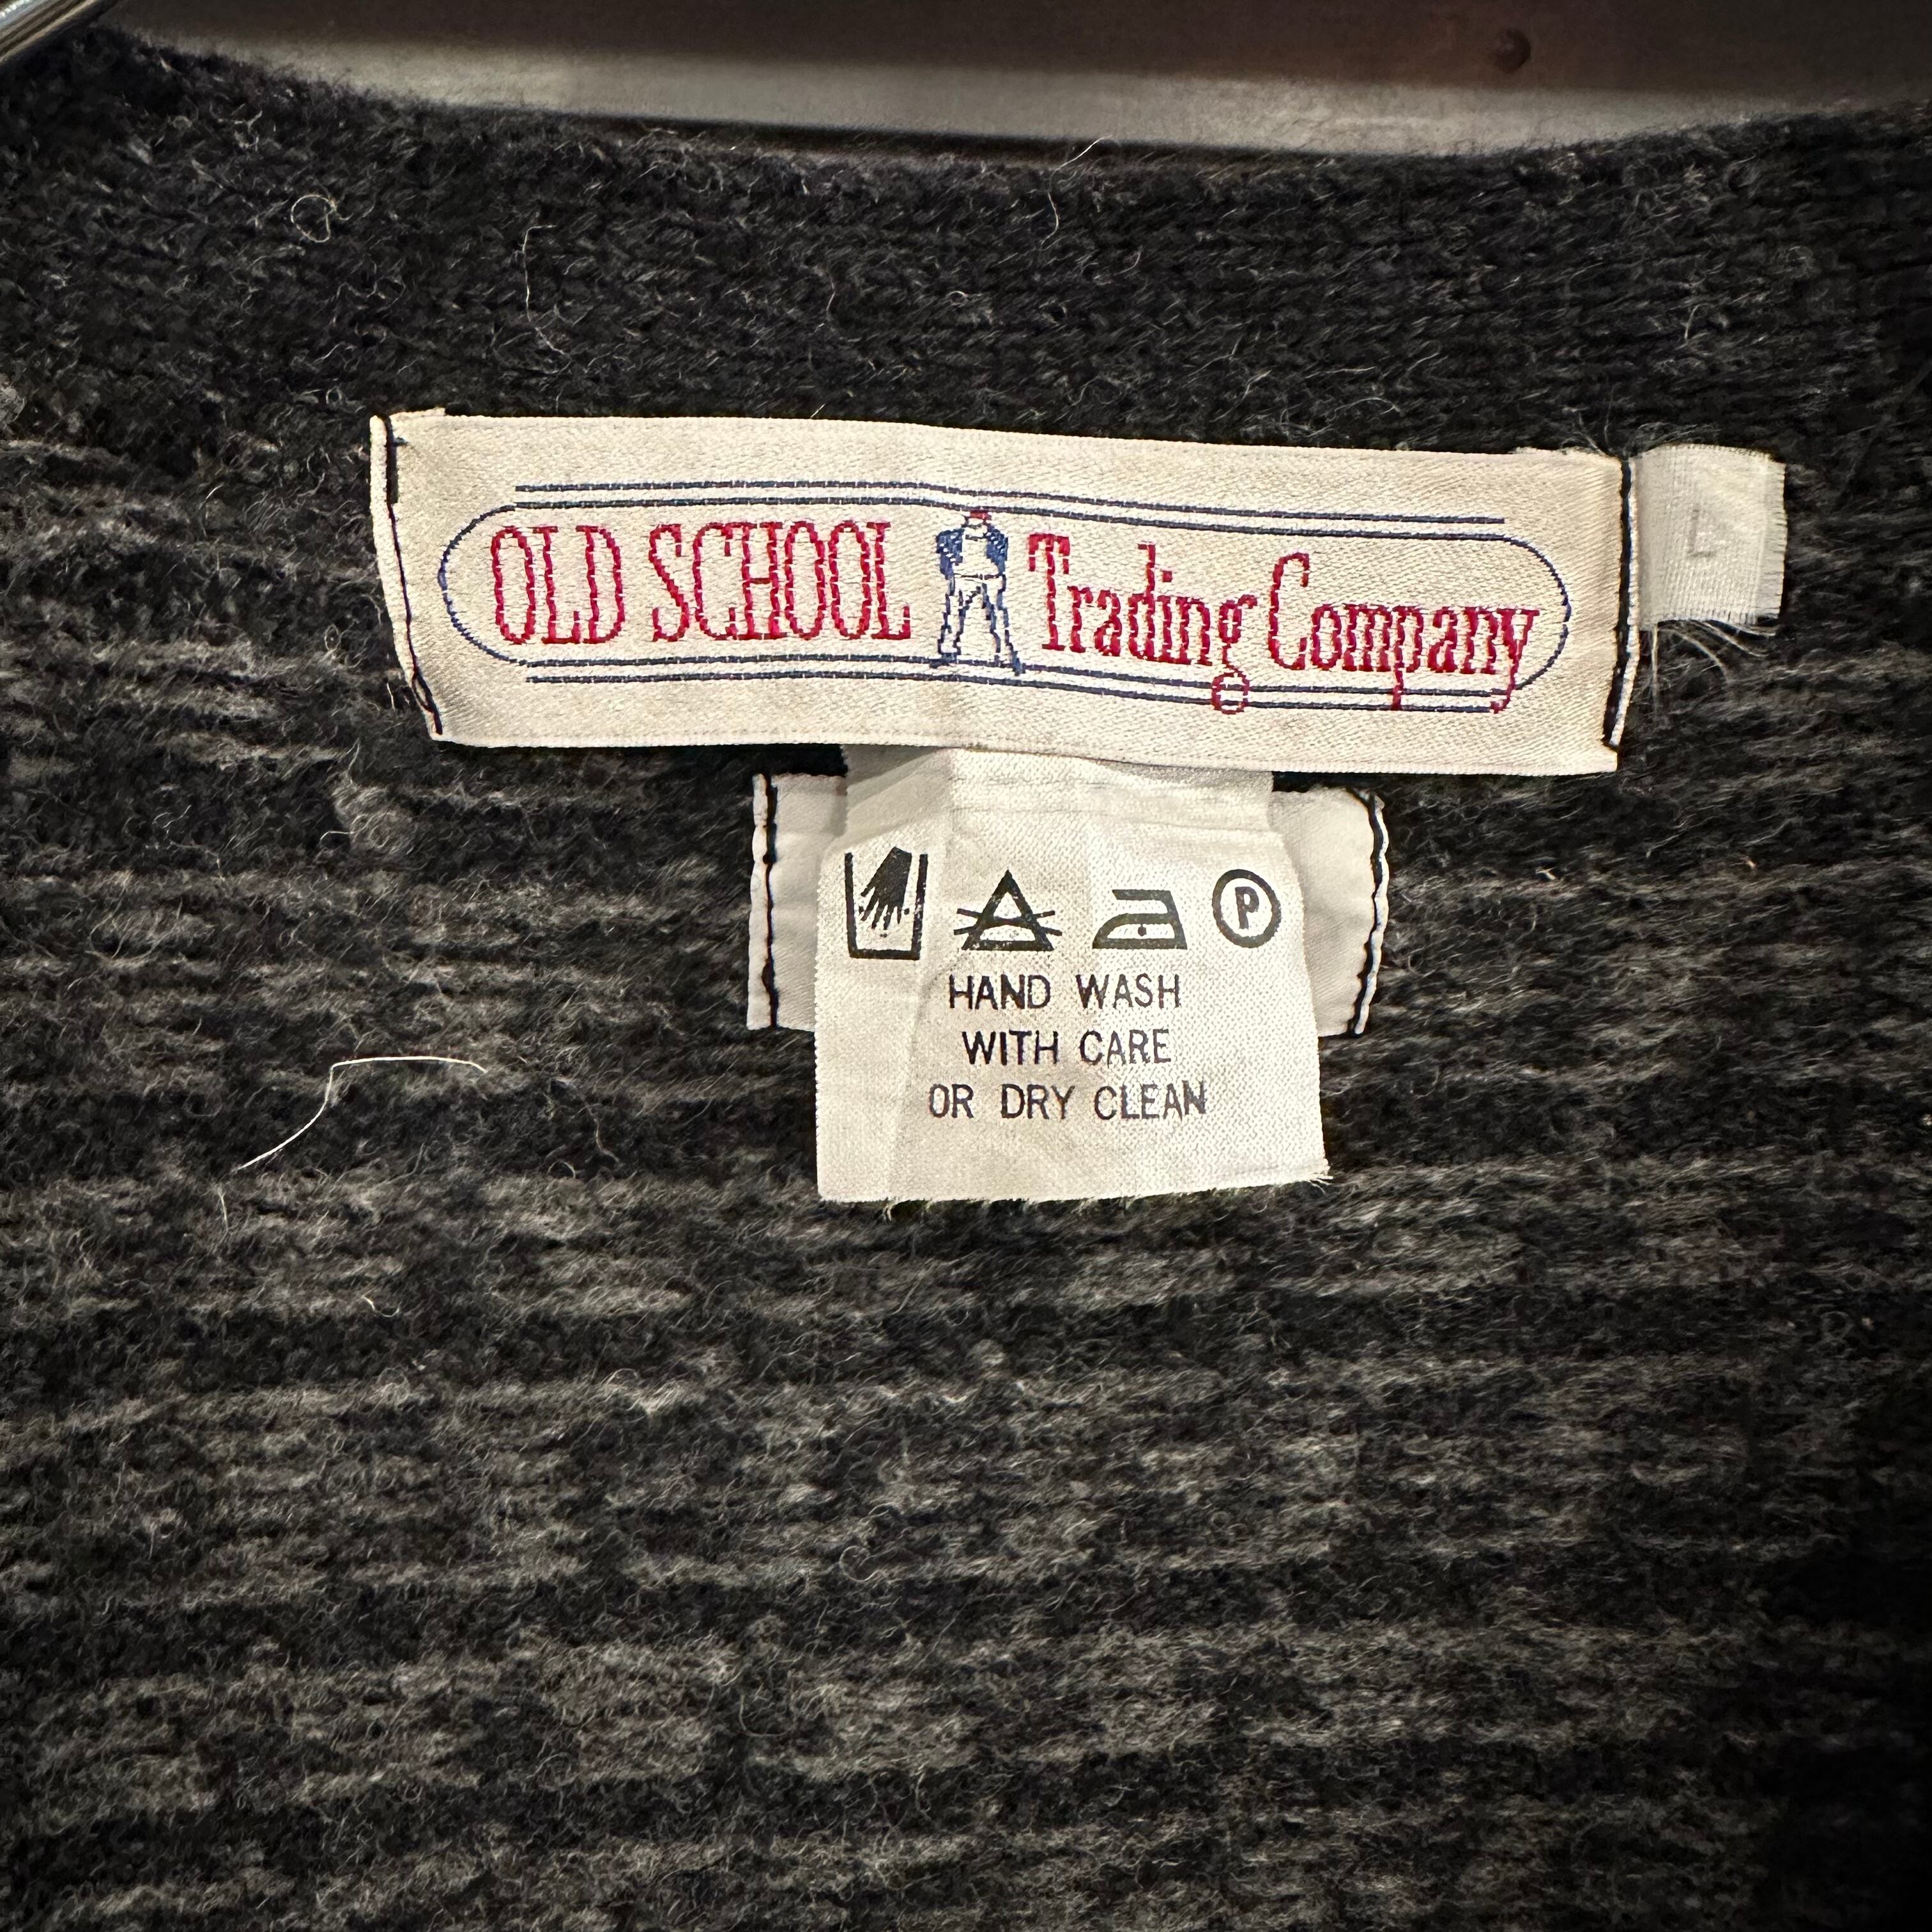 OLD SCHOOL Trading Company
L
P
HAND WASH
WITH CARE
OR DRY CLEAN